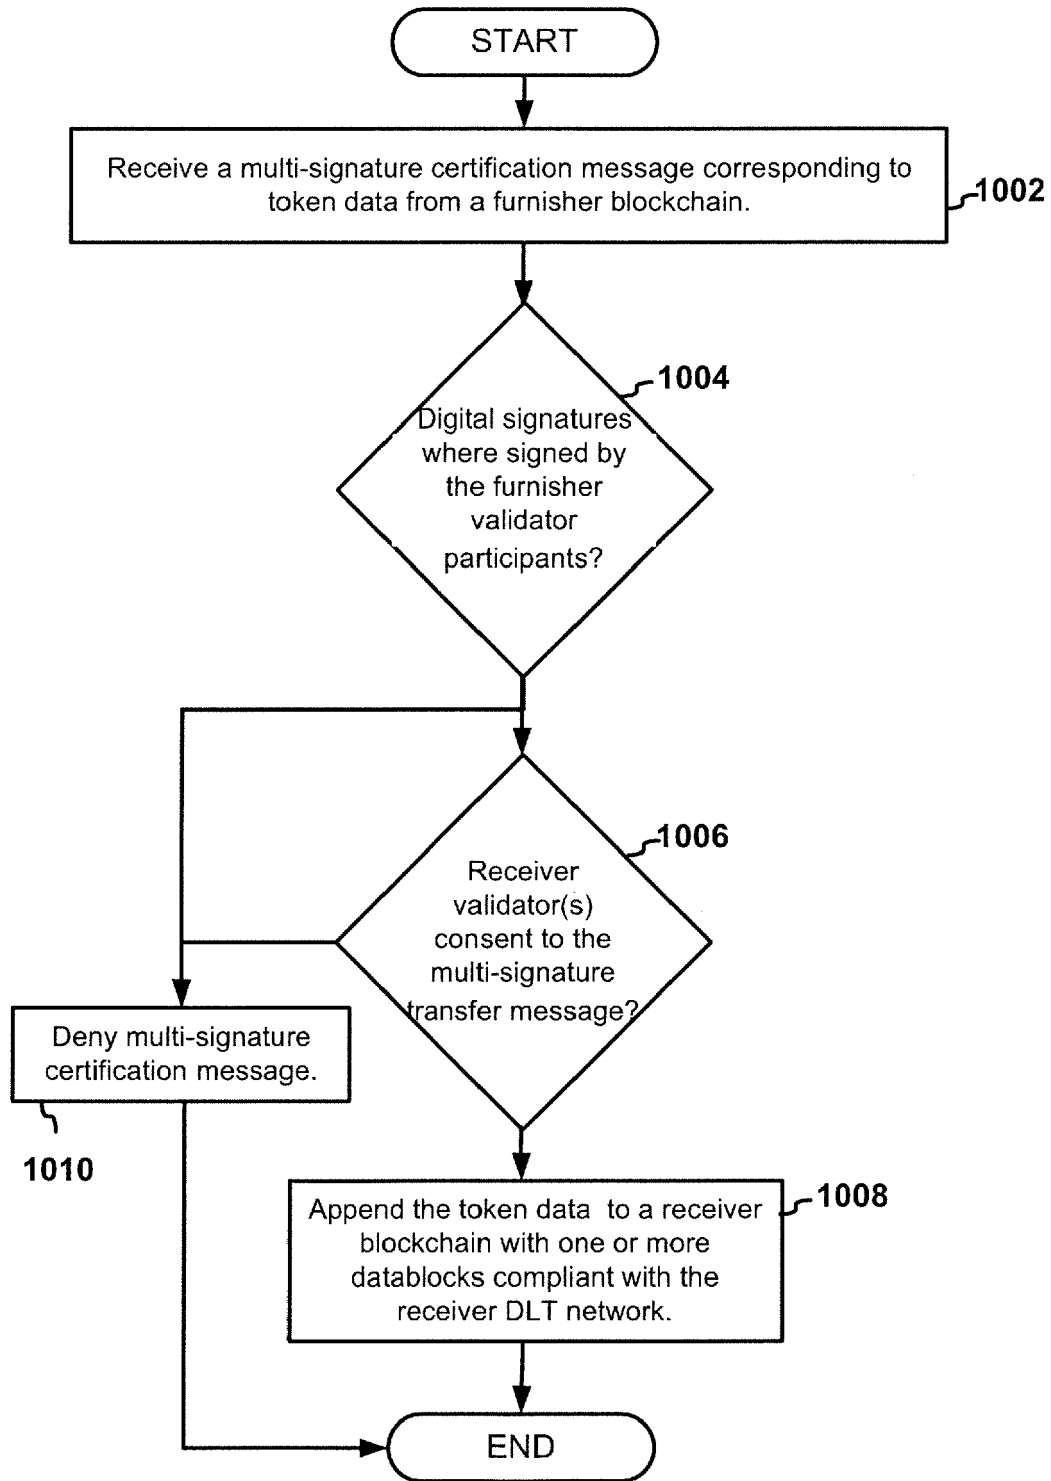 START
Receive a multi-signature certification message corresponding to
token data from a furnisher blockchain.
1002
1004
Digital signatures
where signed by
the furnisher
validator
participants?
1006
Receiver
validator(s)
consent to the
multi-signature
transfer message?
Deny multi-signature
certification message.
1010
1008
Append the token data to a receiver
blockchain with one or more
datablocks compliant with the
receiver DLT network.
END